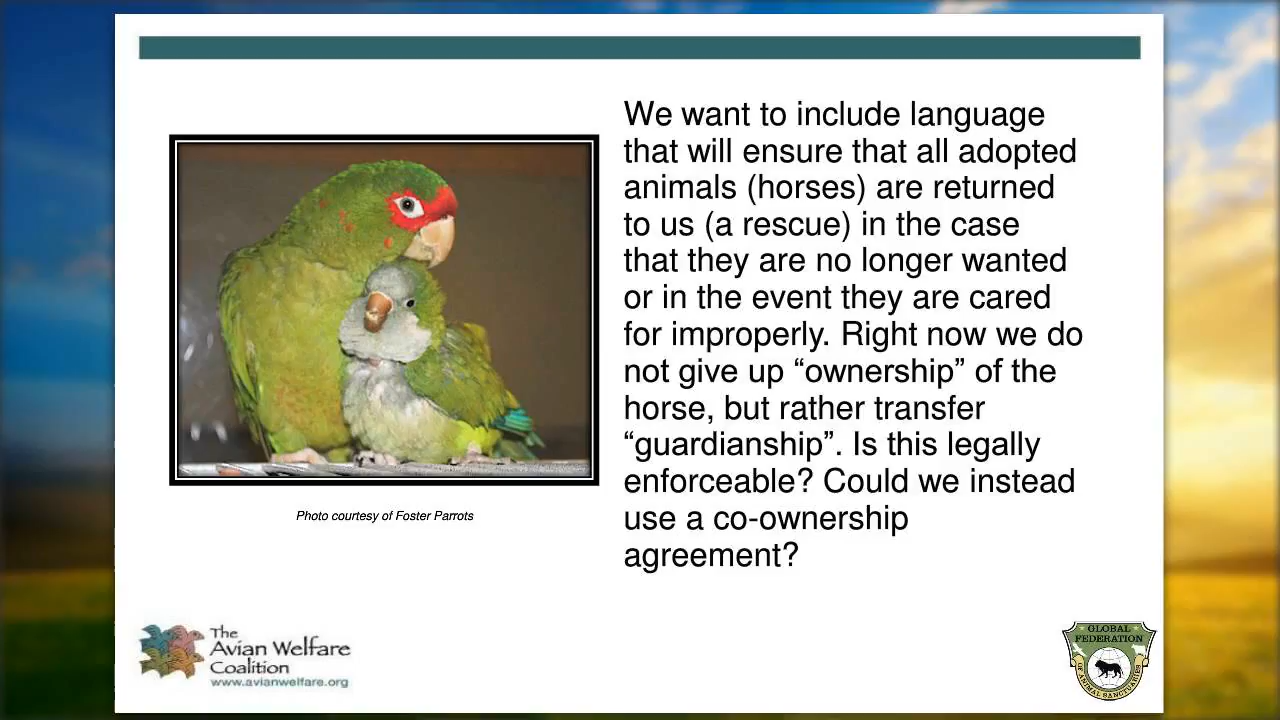 We want to include language
that will ensure that all adopted
animals (horses) are returned
to us (a rescue) in the case
that they are no longer wanted
or in the event they are cared
for improperly. Right now we do
not give up “ownership” of the
horse, but rather transfer
“guardianship”. Is this legally
enforceable? Could we instead
use a co-ownership
agreement?
Photo courtesy of Foster Parrots
The
Avian Welfare
Coalition
www.avianwelfare.org
GLOBAL
FEDERATION
OF ANIMAL SANCTUARIES